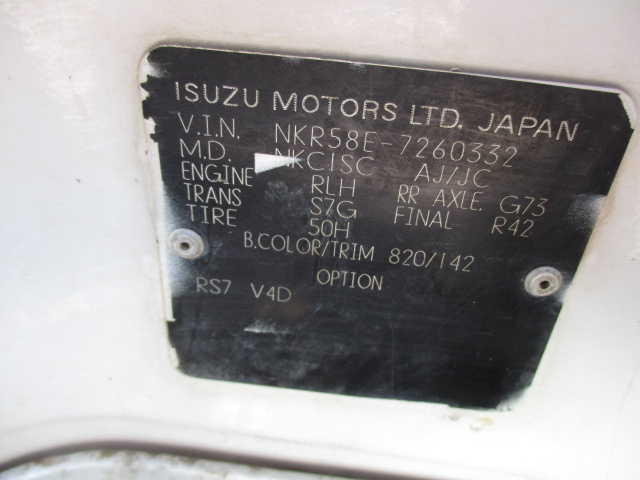 ISUZU MOTORS LTD. JAPAN
V.I.N. NKR58E-7260332
M.D. NKC1SC AJ/JC
ENGINE RLH RR AXLE. G73
TRANS S7G FINAL R42
TIRE 50H
B.COLOR/TRIM 820/142
OPTION
RS7 V4D